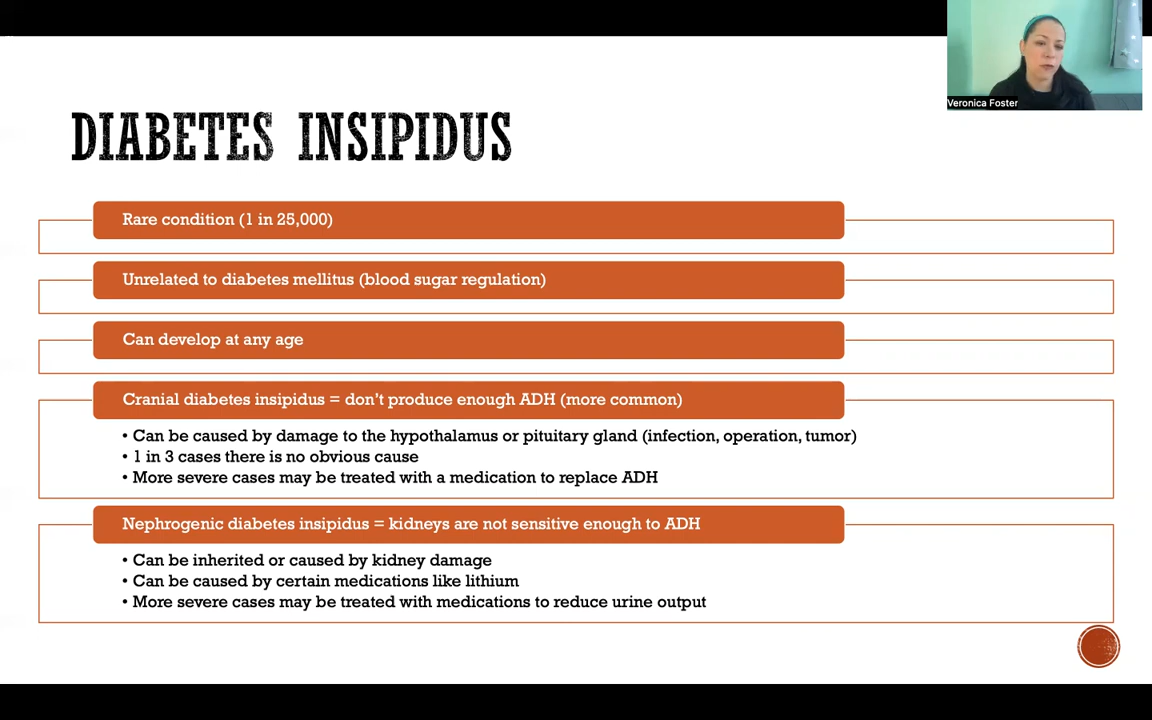 Veronica Foster
DIABETES INSIPIDUS
Rare condition (1 in 25,000)
Unrelated to diabetes mellitus (blood sugar regulation)
Can develop at any age
Cranial diabetes insipidus = don't produce enough ADH (more common)
• Can be caused by damage to the hypothalamus or pituitary gland (infection, operation, tumor)
• 1 in 3 cases there is no obvious cause
• More severe cases may be treated with a medication to replace ADH
Nephrogenic diabetes insipidus = kidneys are not sensitive enough to ADH
• Can be inherited or caused by kidney damage
• Can be caused by certain medications like lithium
• More severe cases may be treated with medications to reduce urine output